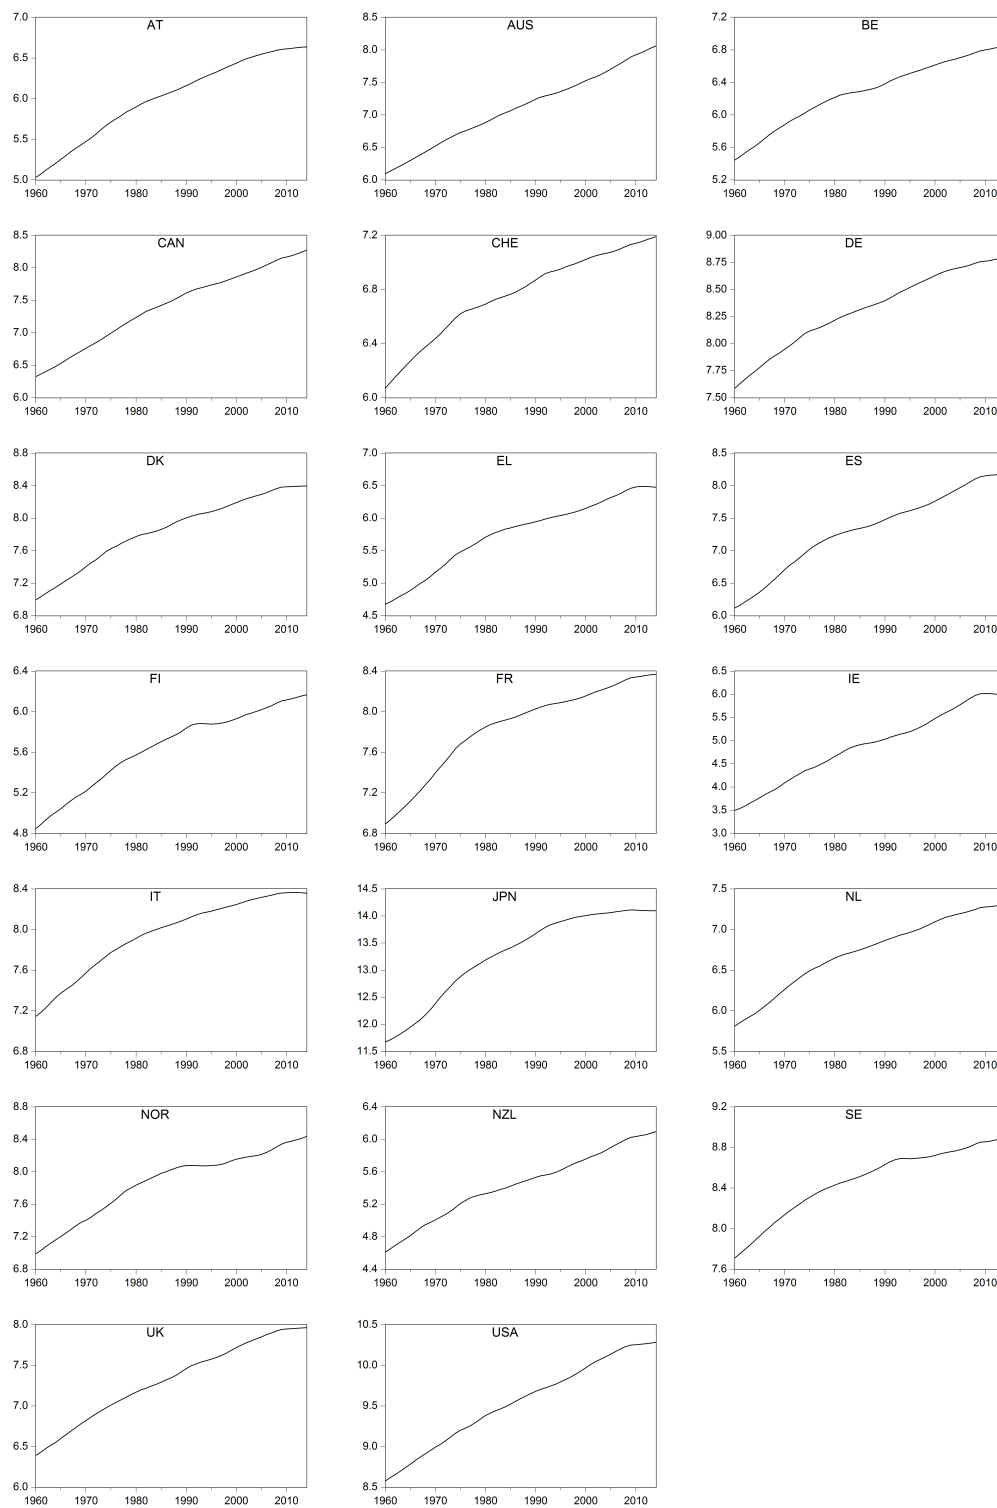 AT
7.0
6.5
6.0
5.5
5.0
1960 1970 1980 1990 2000 2010
AUS
8.5
8.0
7.5
7.0
6.5
6.0
1960 1970 1980 1990 2000 2010
BE
7.2
6.8
6.4
6.0
5.6
5.2
1960 1970 1980 1990 2000 2010
CAN
8.5
8.0
7.5
7.0
6.5
6.0
1960 1970 1980 1990 2000 2010
CHE
7.2
6.8
6.4
6.0
1960 1970 1980 1990 2000 2010
DE
9.00
8.75
8.50
8.25
8.00
7.75
7.50
1960 1970 1980 1990 2000 2010
DK
8.8
8.4
8.0
7.6
7.2
6.8
1960 1970 1980 1990 2000 2010
EL
7.0
6.5
6.0
5.5
5.0
4.5
1960 1970 1980 1990 2000 2010
ES
8.5
8.0
7.5
7.0
6.5
6.0
1960 1970 1980 1990 2000 2010
FI
6.4
6.0
5.6
5.2
4.8
1960 1970 1980 1990 2000 2010
FR
8.4
8.0
7.6
7.2
6.8
1960 1970 1980 1990 2000 2010
IE
6.5
6.0
5.5
5.0
4.5
4.0
3.5
3.0
1960 1970 1980 1990 2000 2010
IT
8.4
8.0
7.6
7.2
6.8
1960 1970 1980 1990 2000 2010
JPN
14.5
14.0
13.5
13.0
12.5
12.0
11.5
1960 1970 1980 1990 2000 2010
NL
7.5
7.0
6.5
6.0
5.5
1960 1970 1980 1990 2000 2010
NOR
8.8
8.4
8.0
7.6
7.2
6.8
1960 1970 1980 1990 2000 2010
NZL
6.4
6.0
5.6
5.2
4.8
4.4
1960 1970 1980 1990 2000 2010
SE
9.2
8.8
8.4
8.0
7.6
1960 1970 1980 1990 2000 2010
UK
8.0
7.5
7.0
6.5
6.0
1960 1970 1980 1990 2000 2010
USA
10.5
10.0
9.5
9.0
8.5
1960 1970 1980 1990 2000 2010